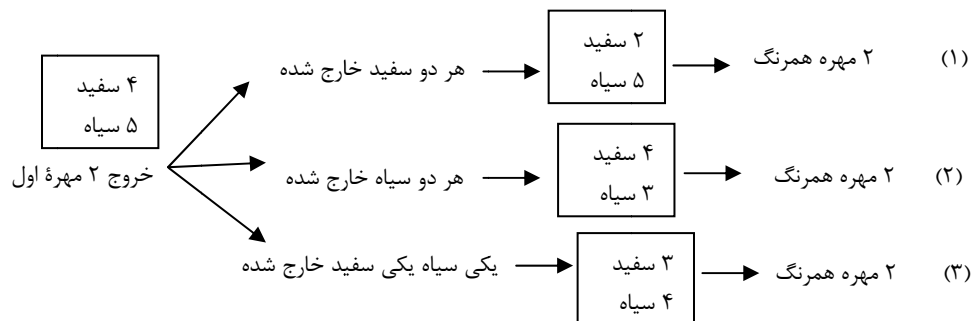 ۴ سفید
۵ سیاه
خروج ۲ مهرهٔ اول
هر دو سفید خارج شده
۲ سفید
۵ سیاه
۲ مهره همرنگ (۱)
هر دو سیاه خارج شده
۴ سفید
۳ سیاه
۲ مهره همرنگ (۲)
یکی سیاه یکی سفید خارج شده
۳ سفید
۴ سیاه
۲ مهره همرنگ (۳)